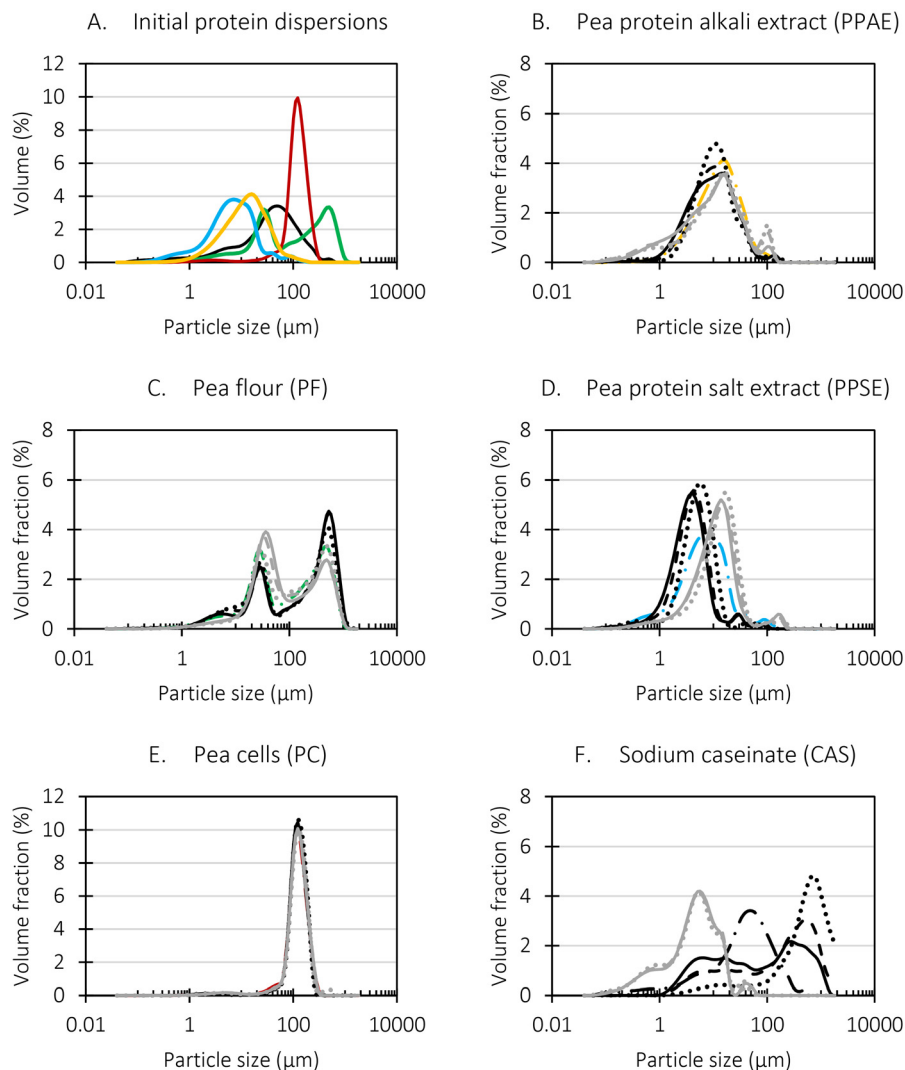 A. Initial protein dispersions
12
10
8
6
4
2
0
Volume (%)
0.01 1 100 10000
Particle size (µm)
B. Pea protein alkali extract (PPAE)
8
6
4
2
0
Volume fraction (%)
0.01 1 100 10000
Particle size (µm)
C. Pea flour (PF)
8
6
4
2
0
Volume fraction (%)
0.01 1 100 10000
Particle size (µm)
D. Pea protein salt extract (PPSE)
8
6
4
2
0
Volume fraction (%)
0.01 1 100 10000
Particle size (µm)
E. Pea cells (PC)
12
10
8
6
4
2
0
Volume fraction (%)
0.01 1 100 10000
Particle size (µm)
F. Sodium caseinate (CAS)
8
6
4
2
0
Volume fraction (%)
0.01 1 100 10000
Particle size (µm)